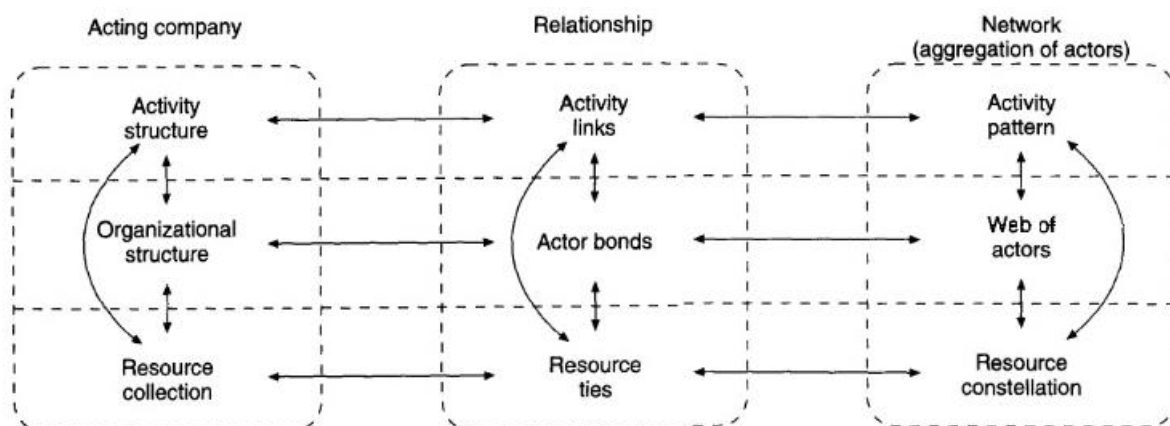 Acting company
Relationship
Network
(aggregation of actors)
Activity
structure
Activity
links
Activity
pattern
Organizational
structure
Actor bonds
Web of
actors
Resource
collection
Resource
ties
Resource
constellation